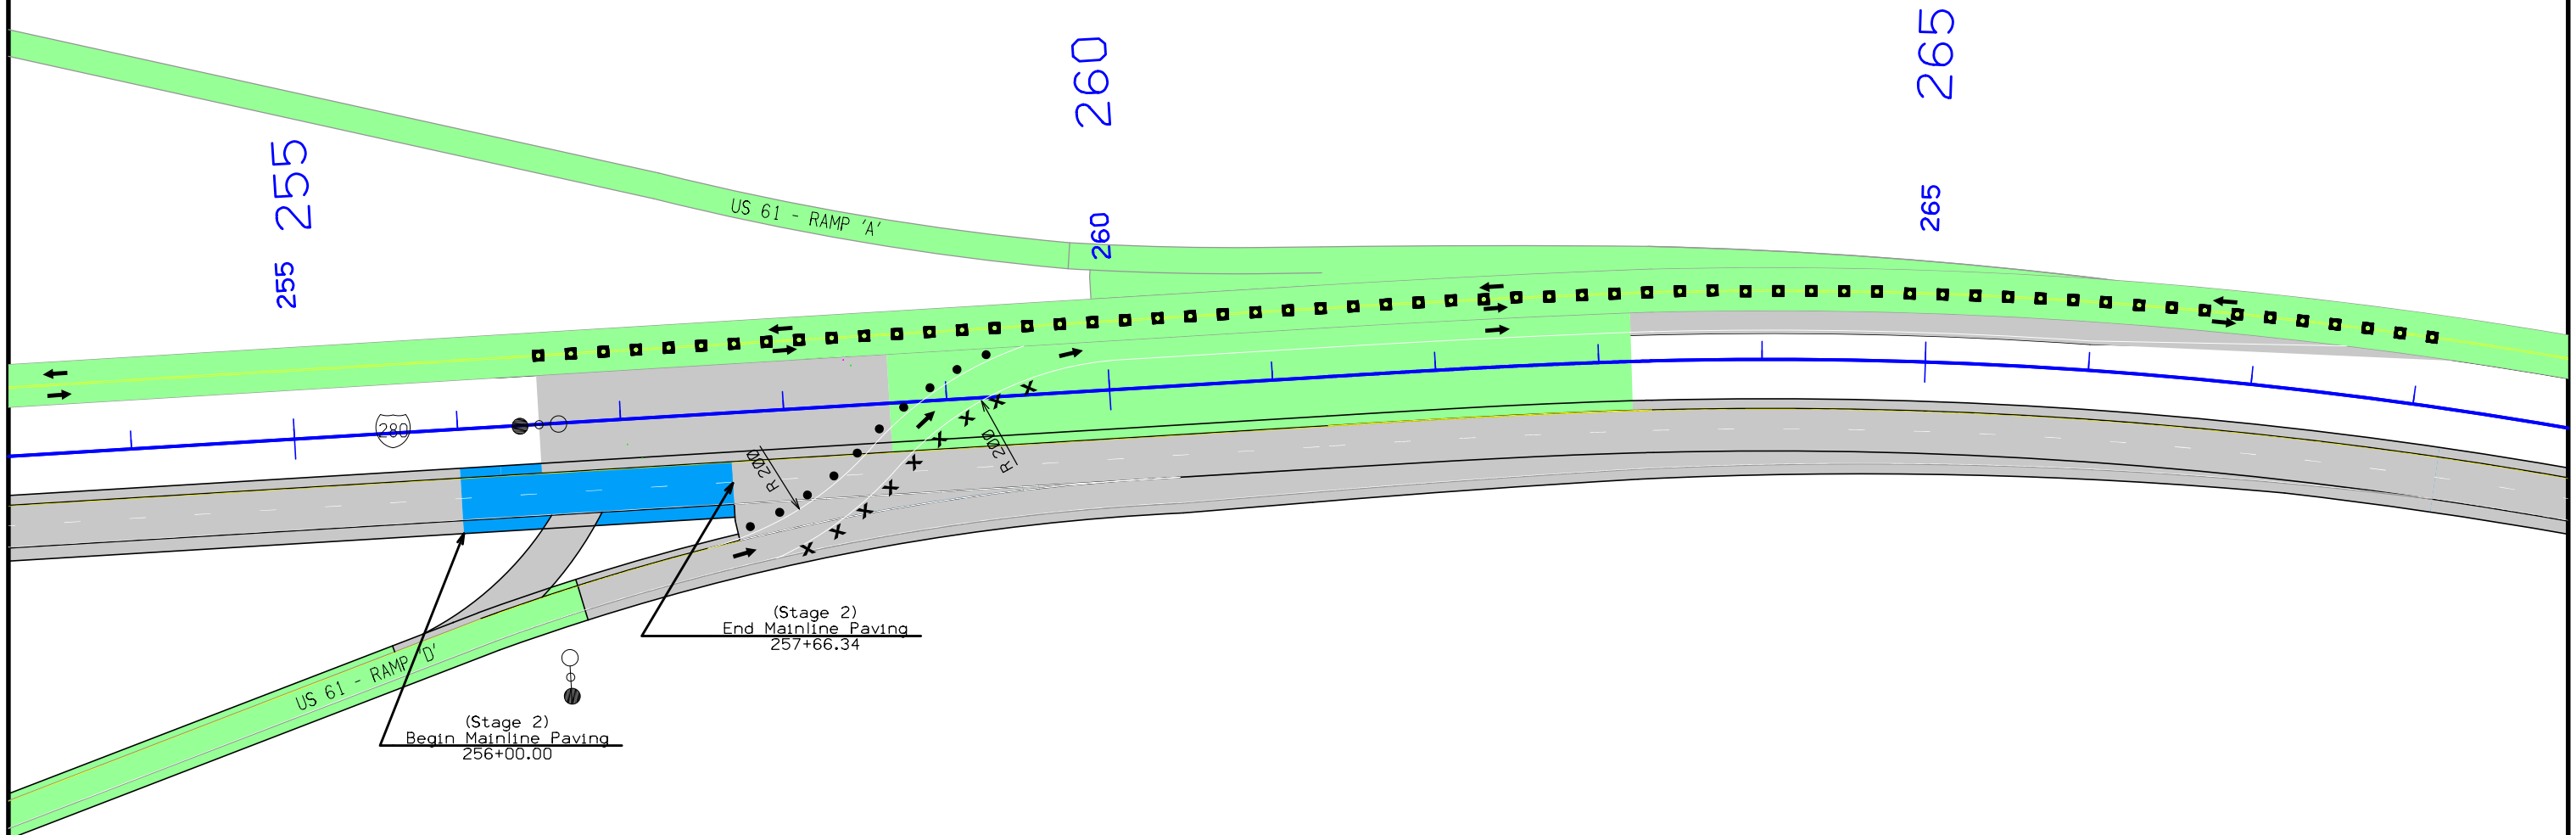 265
260
255
265
US 61 - RAMP 'A'
260
255
280
R 200
R 200
(Stage 2)
End Mainline Paving
257+66.34
US 61 - RAMP 'D'
(Stage 2)
Begin Mainline Paving
256+00.00